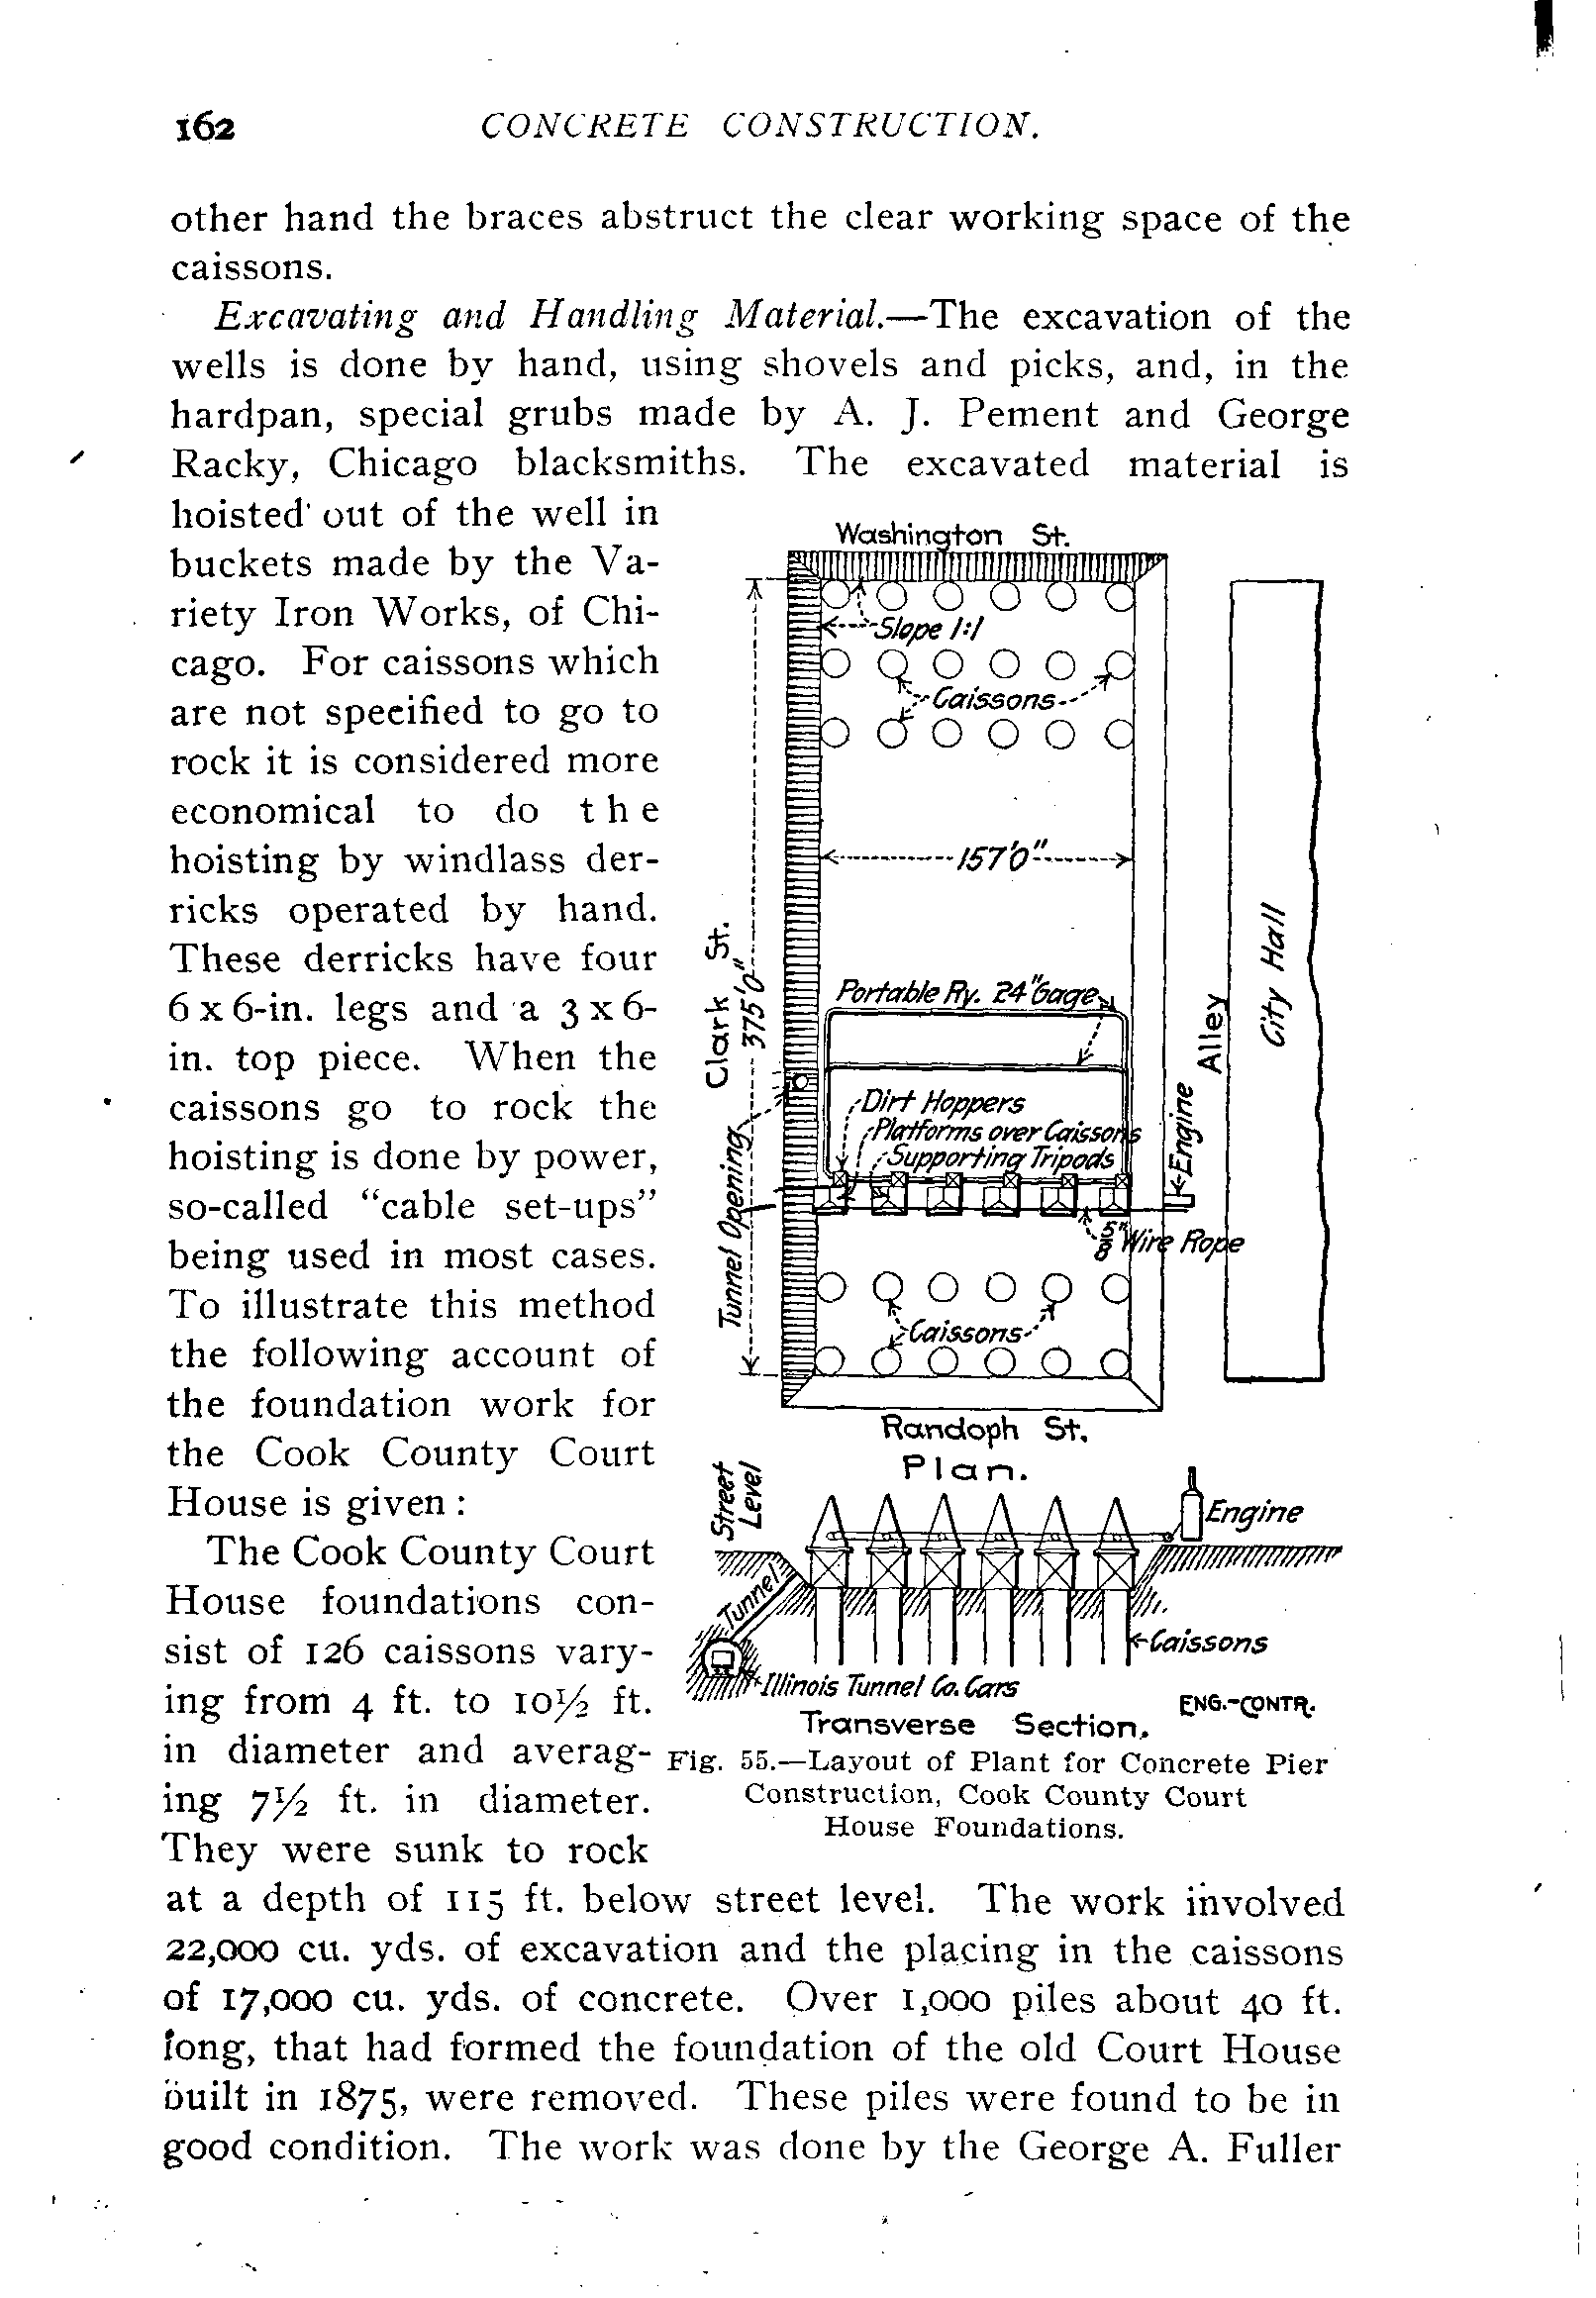 162 CONCRETE CONSTRUCTION.
other hand the braces abstruct the clear working space of the
caissons.
Excavating and Handling Material.—The excavation of the
wells is done by hand, using shovels and picks, and, in the
hardpan, special grubs made by A. J. Pement and George
Racky, Chicago blacksmiths. The excavated material is
hoisted out of the well in
buckets made by the Va-
riety Iron Works, of Chi-
cago. For caissons which
are not specified to go to
rock it is considered more
economical to do the
hoisting by windlass der-
ricks operated by hand.
These derricks have four
6 x 6-in. legs and a 3 x 6-
in. top piece. When the
caissons go to rock the
hoisting is done by power,
so-called "cable set-ups"
being used in most cases.
To illustrate this method
the following account of
the foundation work for
the Cook County Court
House is given:
The Cook County Court
House foundations con-
sist of 126 caissons vary-
ing from 4 ft. to 10½ ft.
in diameter and averag-
ing 7½ ft. in diameter.
They were sunk to rock
Washington St.
Slope 1:1
Caissons
157'0"
Clark St.
375'0"
Portable Ry. 24"Gage
Alley
City Hall
Dirt Hoppers
Platforms over Caissons
Supporting Tripods
Engine
Tunnel Opening
5/8" Wire Rope
Caissons
Randoph St.
Plan.
Street
Level
Engine
Tunnel
Caissons
Illinois Tunnel Co. Cars
ENG.-CONTR.
Transverse Section.
Fig. 55.—Layout of Plant for Concrete Pier
Construction, Cook County Court
House Foundations.
at a depth of 115 ft. below street level. The work involved
22,000 cu. yds. of excavation and the placing in the caissons
of 17,000 cu. yds. of concrete. Over 1,000 piles about 40 ft.
long, that had formed the foundation of the old Court House
built in 1875, were removed. These piles were found to be in
good condition. The work was done by the George A. Fuller